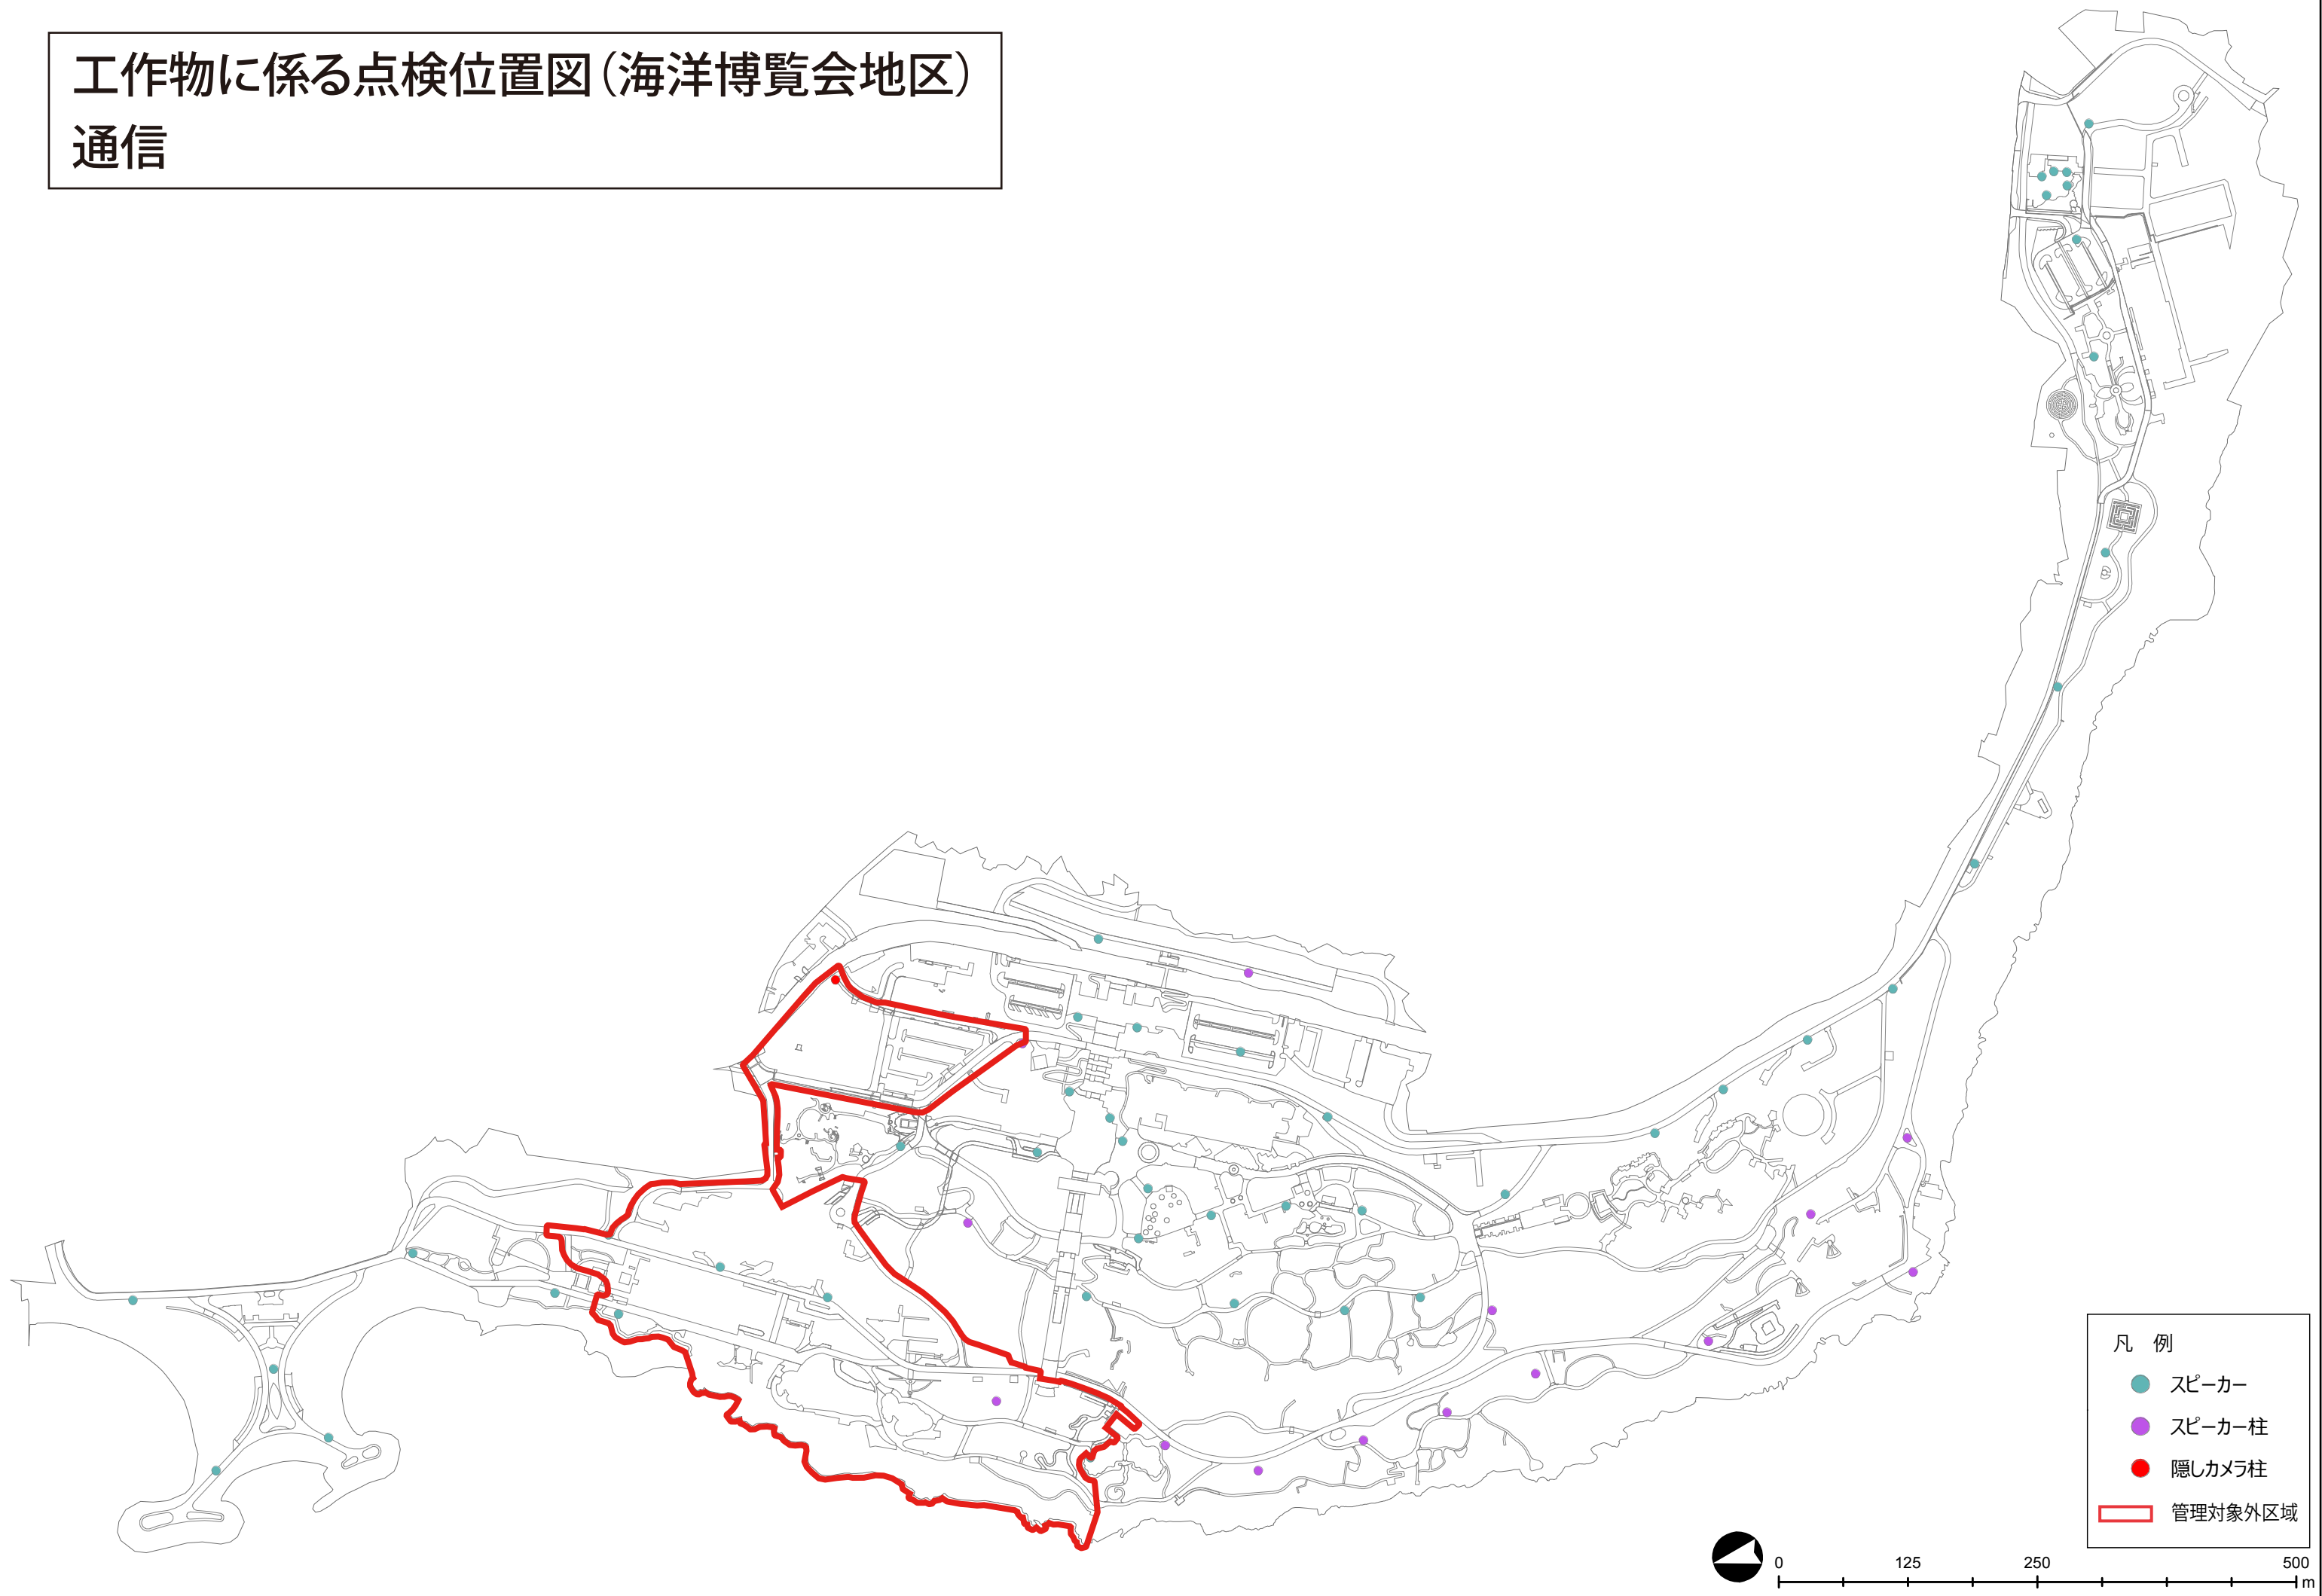 工作物に係る点検位置図（海洋博覧会地区）
通信
凡　例
スピーカー
スピーカー柱
隠しカメラ柱
管理対象外区域
0 125 250 500
m